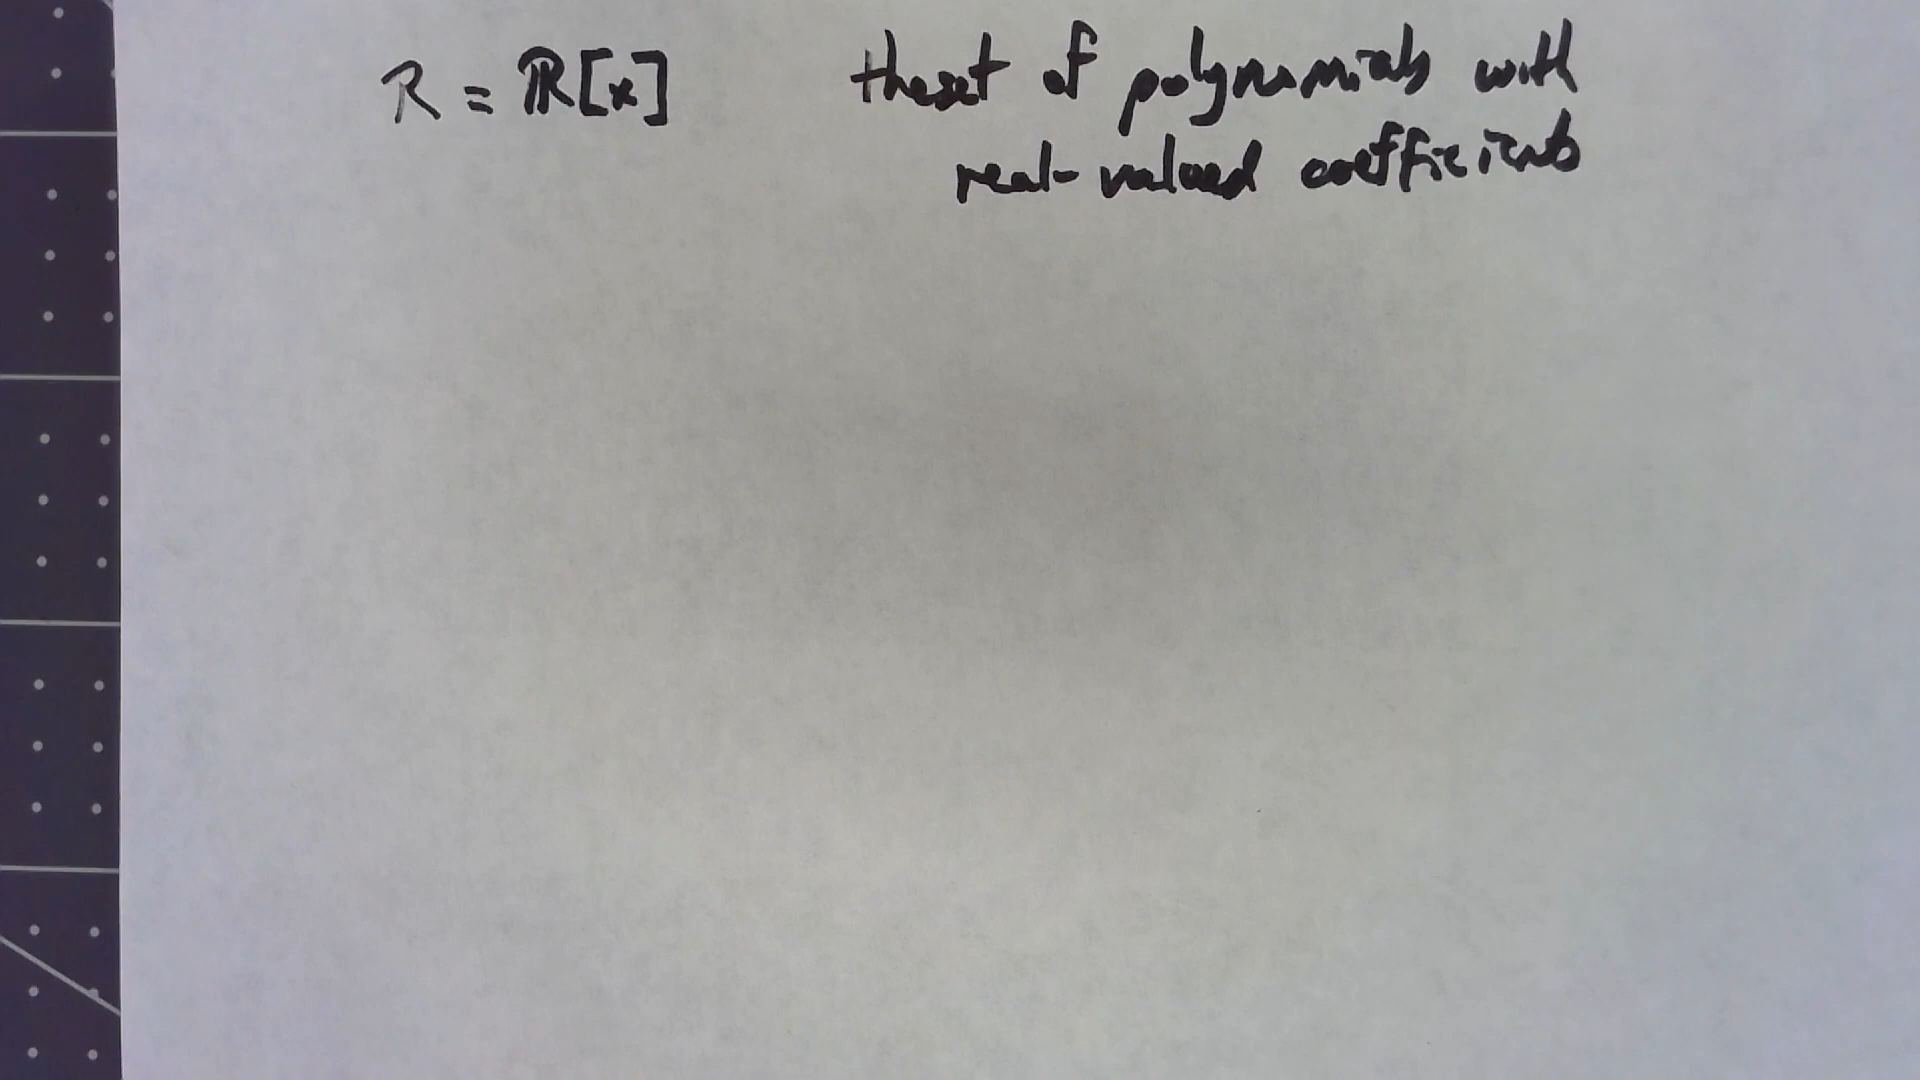 R = ℝ[x] the set of polynomials with
real-valued coefficients